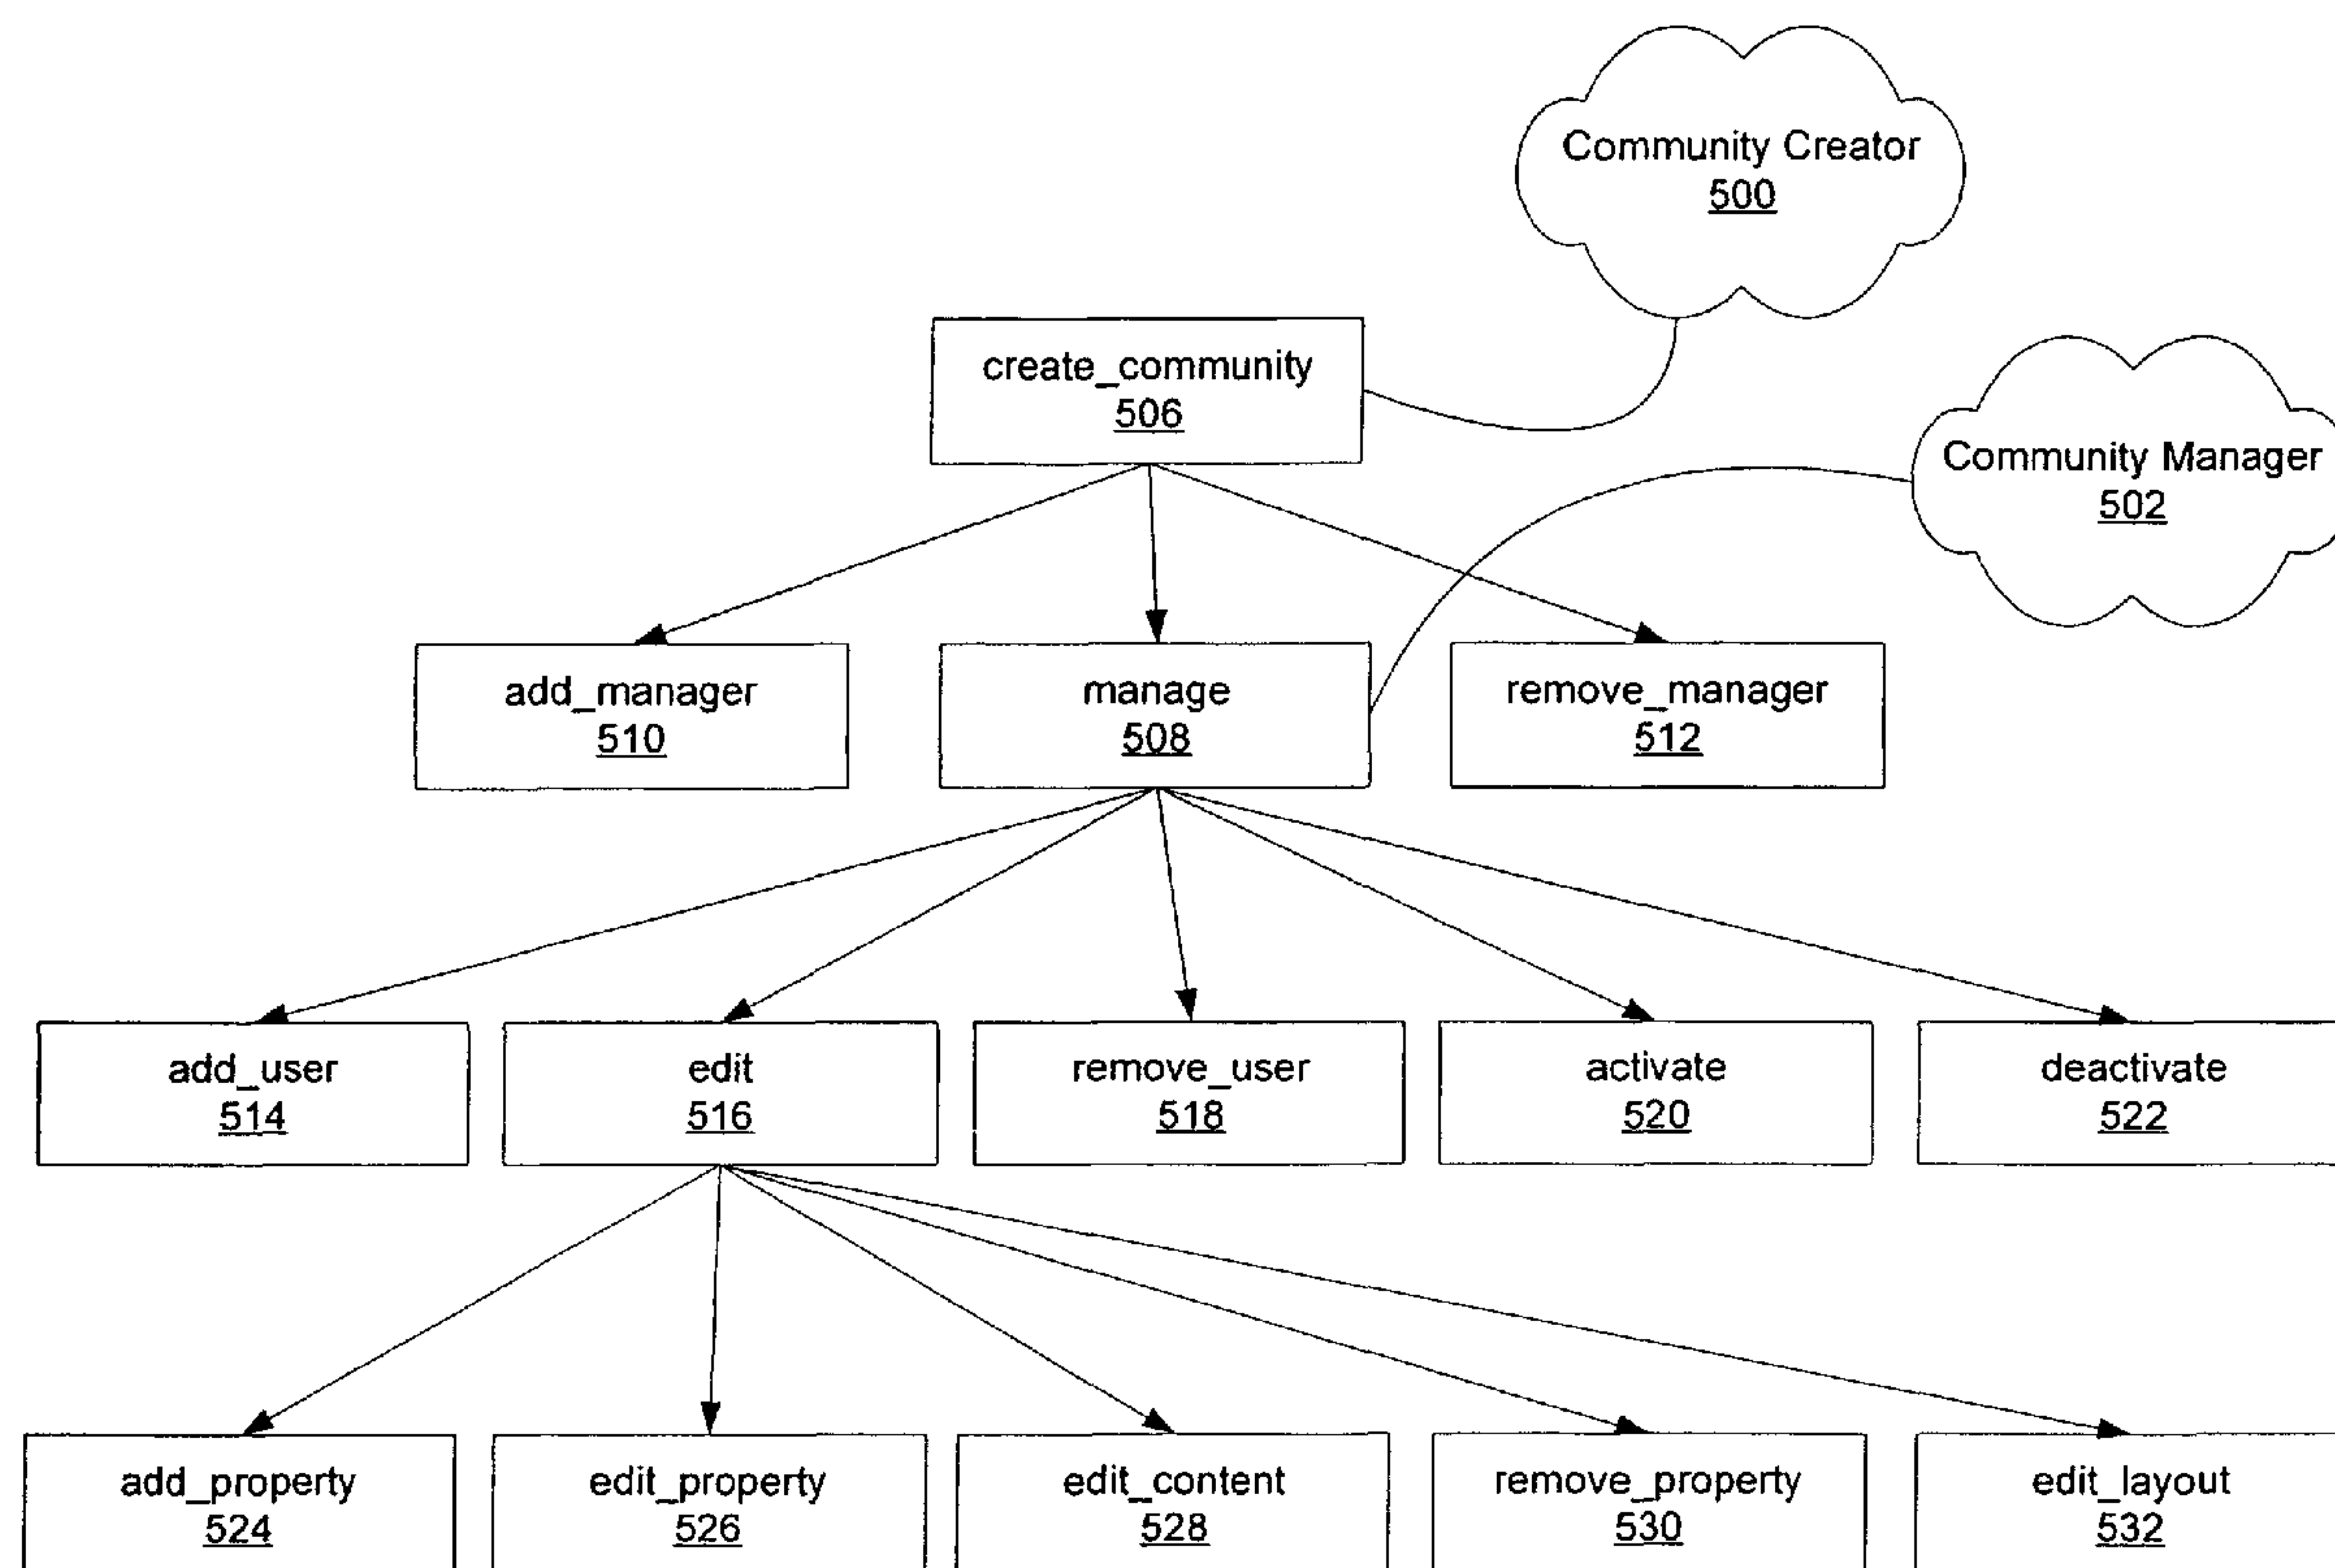 Community Creator
500
create_community
506
Community Manager
502
add_manager
510
manage
508
remove_manager
512
add_user
514
edit
516
remove_user
518
activate
520
deactivate
522
add_property
524
edit_property
526
edit_content
528
remove_property
530
edit_layout
532